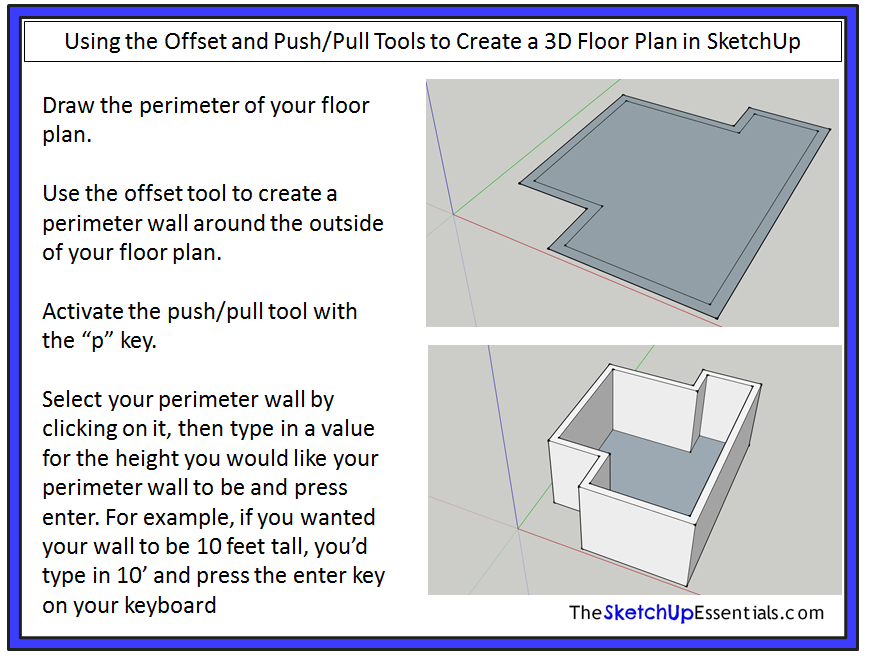 Using the Offset and Push/Pull Tools to Create a 3D Floor Plan in SketchUp
Draw the perimeter of your floor
plan.
Use the offset tool to create a
perimeter wall around the outside
of your floor plan.
Activate the push/pull tool with
the “p” key.
Select your perimeter wall by
clicking on it, then type in a value
for the height you would like your
perimeter wall to be and press
enter. For example, if you wanted
your wall to be 10 feet tall, you’d
type in 10’ and press the enter key
on your keyboard
TheSketchUpEssentials.com